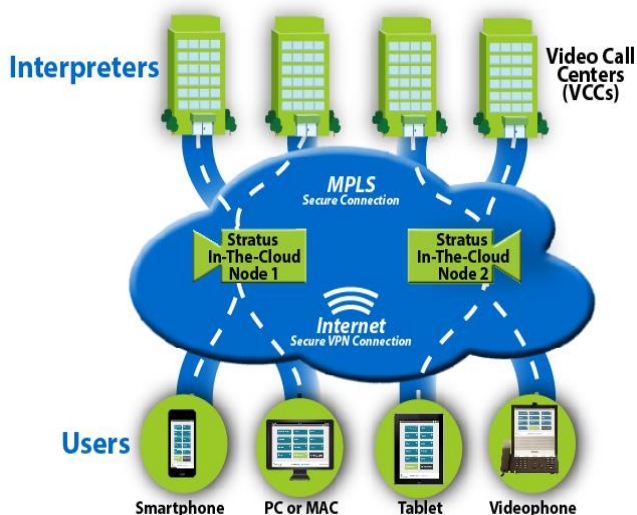 Interpreters
Video Call
Centers
(VCCs)
MPLS
Secure Connection
Stratus
In-The-Cloud
Node 1
Stratus
In-The-Cloud
Node 2
Internet
Secure VPN Connection
Users
Smartphone
PC or MAC
Tablet
Videophone